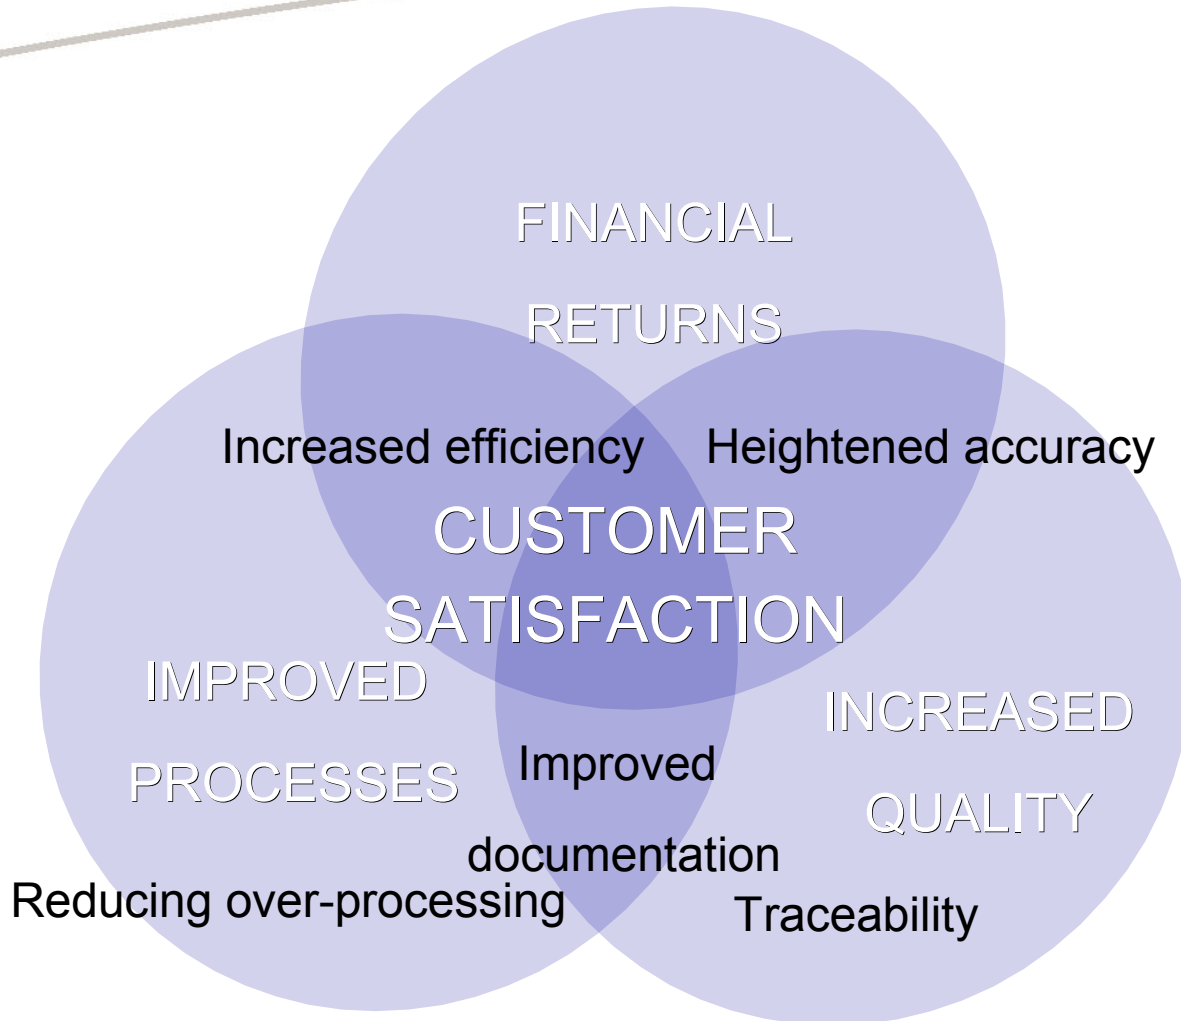 FINANCIAL
RETURNS
Increased efficiency
Heightened accuracy
CUSTOMER
SATISFACTION
IMPROVED
PROCESSES
INCREASED
QUALITY
Improved
documentation
Reducing over-processing
Traceability